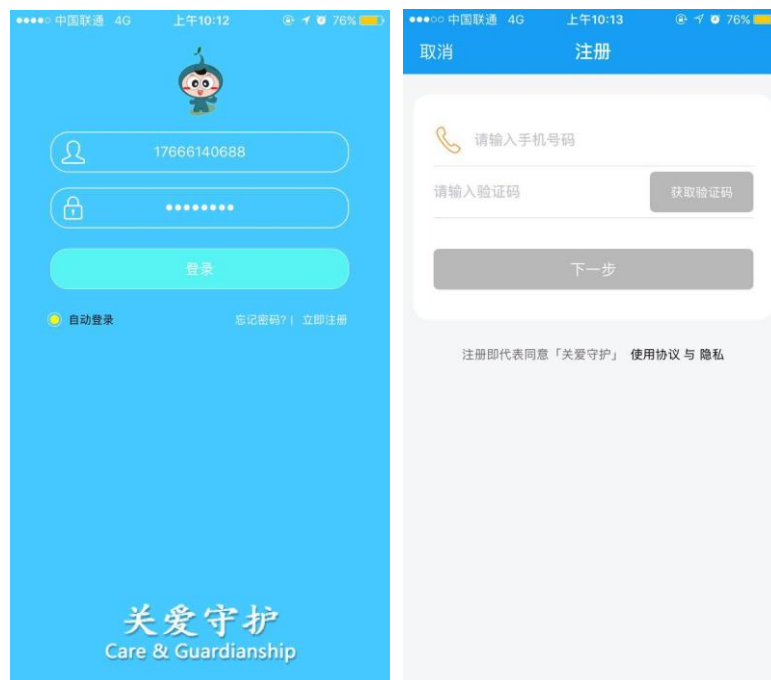 中国联通 4G 上午10:12 76%
17666140688
登录
自动登录 忘记密码? | 立即注册
关爱守护
Care & Guardianship
中国联通 4G 上午10:13 76%
取消 注册
请输入手机号码
请输入验证码 获取验证码
下一步
注册即代表同意「关爱守护」 使用协议 与 隐私